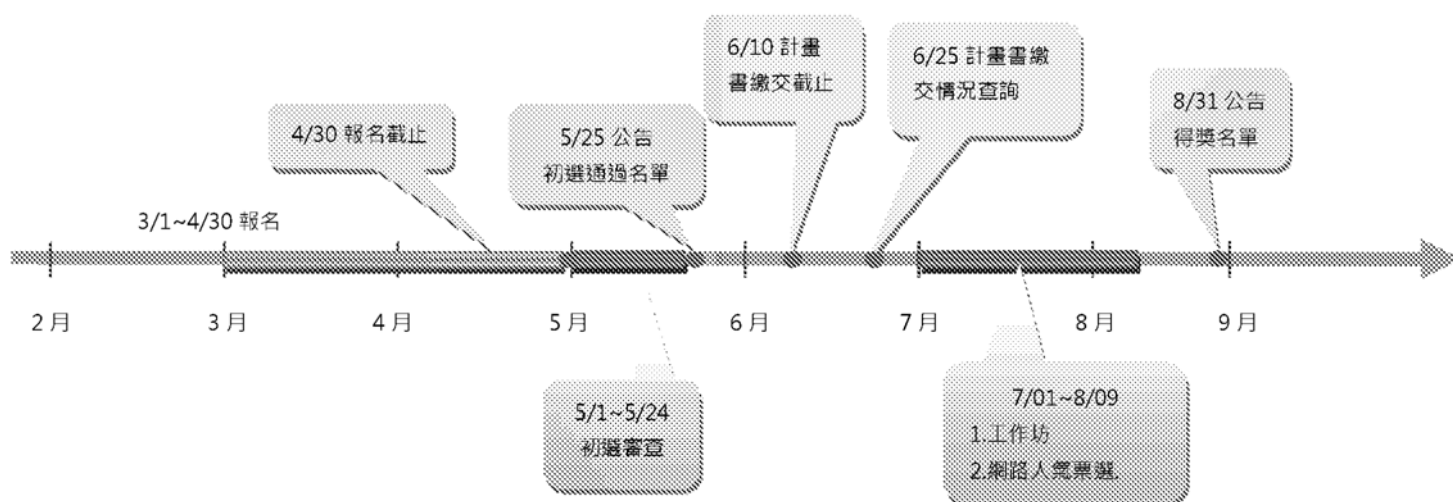 6/10 計畫
書繳交截止
6/25 計畫書繳
交情況查詢
8/31 公告
得獎名單
4/30 報名截止
5/25 公告
初選通過名單
3/1~4/30 報名
2 月
3 月
4 月
5 月
6 月
7 月
8 月
9 月
5/1~5/24
初選審查
7/01~8/09
1.工作坊
2.網路人氣票選.